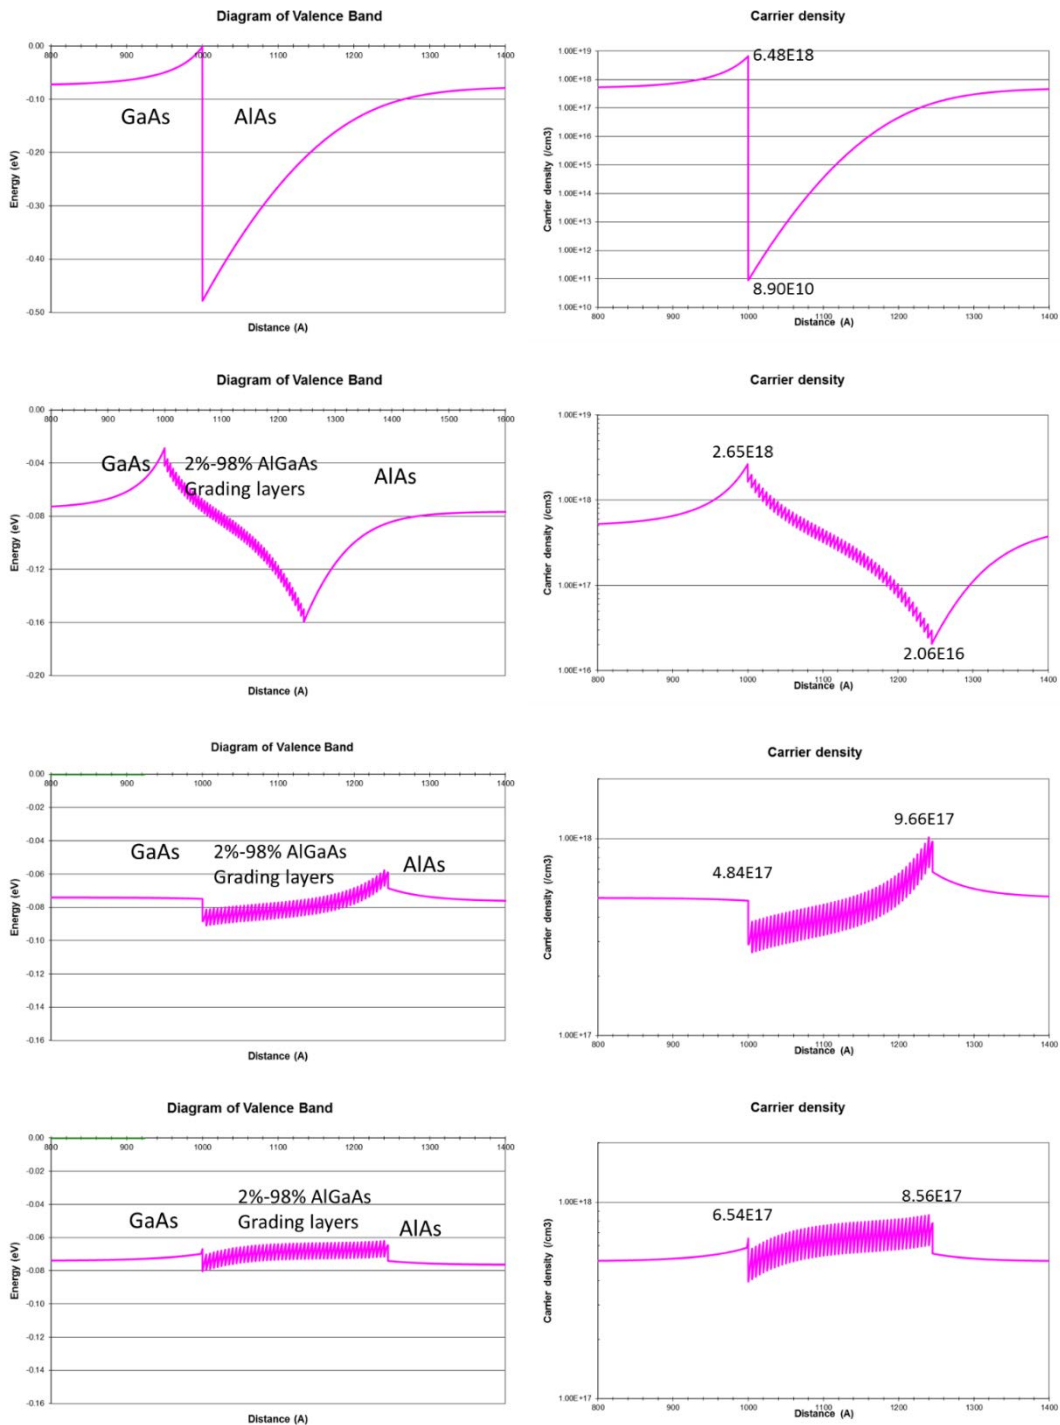 Diagram of Valence Band
0.00
800
900
1000
1100
1200
1300
1400
-0.10
-0.20
-0.30
-0.40
-0.50
Energy (eV)
GaAs
AlAs
Distance (A)
Carrier density
1.00E+19
1.00E+18
1.00E+17
1.00E+16
1.00E+15
1.00E+14
1.00E+13
1.00E+12
1.00E+11
1.00E+10
Carrier density (/cm3)
6.48E18
8.90E10
800
900
1000
1100
1200
1300
1400
Distance (A)
Diagram of Valence Band
0.00
800
900
1000
1100
1200
1300
1400
1500
1600
-0.04
-0.08
-0.12
-0.16
-0.20
Energy (eV)
GaAs
2%-98% AlGaAs
Grading layers
AlAs
Distance (A)
Carrier density
1.00E+19
1.00E+18
1.00E+17
1.00E+16
Carrier density (/cm3)
2.65E18
2.06E16
800
900
1000
1100
1200
1300
1400
Distance (A)
Diagram of Valence Band
0.00
800
900
1000
1100
1200
1300
1400
-0.02
-0.04
-0.06
-0.08
-0.10
-0.12
-0.14
-0.16
Energy (eV)
GaAs
2%-98% AlGaAs
Grading layers
AlAs
Distance (A)
Carrier density
1.00E+18
1.00E+17
Carrier density (/cm3)
4.84E17
9.66E17
800
900
1000
1100
1200
1300
1400
Distance (A)
Diagram of Valence Band
0.00
800
900
1000
1100
1200
1300
1400
-0.02
-0.04
-0.06
-0.08
-0.10
-0.12
-0.14
-0.16
Energy (eV)
GaAs
2%-98% AlGaAs
Grading layers
AlAs
Distance (A)
Carrier density
1.00E+18
1.00E+17
Carrier density (/cm3)
6.54E17
8.56E17
800
900
1000
1100
1200
1300
1400
Distance (A)